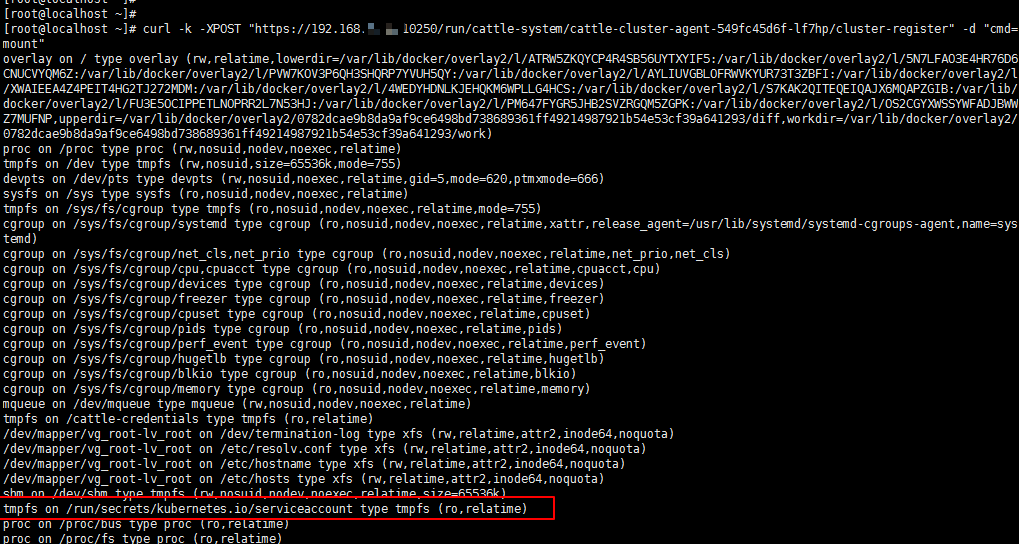 [root@localhost ~]#
[root@localhost ~]#
[root@localhost ~]# curl -k -XPOST "https://192.168. 10250/run/cattle-system/cattle-cluster-agent-549fc45d6f-lf7hp/cluster-register" -d "cmd=
mount"
overlay on / type overlay (rw,relatime,lowerdir=/var/lib/docker/overlay2/l/ATRW5ZKQYCP4R4SB56UYTXYIF5:/var/lib/docker/overlay2/l/5N7LFAO3E4HR76D6
CNUCVYQM6Z:/var/lib/docker/overlay2/l/PVW7KOV3P6QH3SHQRP7YVUH5QY:/var/lib/docker/overlay2/l/AYLIUVGBLOFRWVKYUR73T3ZBFI:/var/lib/docker/overlay2/l
/XWAIEEA4Z4PEIT4HG2TJ272MDM:/var/lib/docker/overlay2/l/4WEDYHDNLKJEHQKM6WPLLG4HCS:/var/lib/docker/overlay2/l/S7KAK2QITEQEIQAJX6MQAPZGIB:/var/lib/
docker/overlay2/l/FU3E5OCIPPETLNOPRR2L7N53HJ:/var/lib/docker/overlay2/l/PM647FYGR5JHB2SVZRGQM5ZGPK:/var/lib/docker/overlay2/l/OS2CGYXWSSYWFADJBWW
Z7MUFNP,upperdir=/var/lib/docker/overlay2/0782dcae9b8da9af9ce6498bd738689361ff49214987921b54e53cf39a641293/diff,workdir=/var/lib/docker/overlay2/
0782dcae9b8da9af9ce6498bd738689361ff49214987921b54e53cf39a641293/work)
proc on /proc type proc (rw,nosuid,nodev,noexec,relatime)
tmpfs on /dev type tmpfs (rw,nosuid,size=65536k,mode=755)
devpts on /dev/pts type devpts (rw,nosuid,noexec,relatime,gid=5,mode=620,ptmxmode=666)
sysfs on /sys type sysfs (ro,nosuid,nodev,noexec,relatime)
tmpfs on /sys/fs/cgroup type tmpfs (ro,nosuid,nodev,noexec,relatime,mode=755)
cgroup on /sys/fs/cgroup/systemd type cgroup (ro,nosuid,nodev,noexec,relatime,xattr,release_agent=/usr/lib/systemd/systemd-cgroups-agent,name=sys
temd)
cgroup on /sys/fs/cgroup/net_cls,net_prio type cgroup (ro,nosuid,nodev,noexec,relatime,net_prio,net_cls)
cgroup on /sys/fs/cgroup/cpu,cpuacct type cgroup (ro,nosuid,nodev,noexec,relatime,cpuacct,cpu)
cgroup on /sys/fs/cgroup/devices type cgroup (ro,nosuid,nodev,noexec,relatime,devices)
cgroup on /sys/fs/cgroup/freezer type cgroup (ro,nosuid,nodev,noexec,relatime,freezer)
cgroup on /sys/fs/cgroup/cpuset type cgroup (ro,nosuid,nodev,noexec,relatime,cpuset)
cgroup on /sys/fs/cgroup/pids type cgroup (ro,nosuid,nodev,noexec,relatime,pids)
cgroup on /sys/fs/cgroup/perf_event type cgroup (ro,nosuid,nodev,noexec,relatime,perf_event)
cgroup on /sys/fs/cgroup/hugetlb type cgroup (ro,nosuid,nodev,noexec,relatime,hugetlb)
cgroup on /sys/fs/cgroup/blkio type cgroup (ro,nosuid,nodev,noexec,relatime,blkio)
cgroup on /sys/fs/cgroup/memory type cgroup (ro,nosuid,nodev,noexec,relatime,memory)
mqueue on /dev/mqueue type mqueue (rw,nosuid,nodev,noexec,relatime)
tmpfs on /cattle-credentials type tmpfs (ro,relatime)
/dev/mapper/vg_root-lv_root on /dev/termination-log type xfs (rw,relatime,attr2,inode64,noquota)
/dev/mapper/vg_root-lv_root on /etc/resolv.conf type xfs (rw,relatime,attr2,inode64,noquota)
/dev/mapper/vg_root-lv_root on /etc/hostname type xfs (rw,relatime,attr2,inode64,noquota)
/dev/mapper/vg_root-lv_root on /etc/hosts type xfs (rw,relatime,attr2,inode64,noquota)
shm on /dev/shm type tmpfs (rw,nosuid,nodev,noexec,relatime,size=65536k)
tmpfs on /run/secrets/kubernetes.io/serviceaccount type tmpfs (ro,relatime)
proc on /proc/bus type proc (ro,relatime)
proc on /proc/fs type proc (ro,relatime)